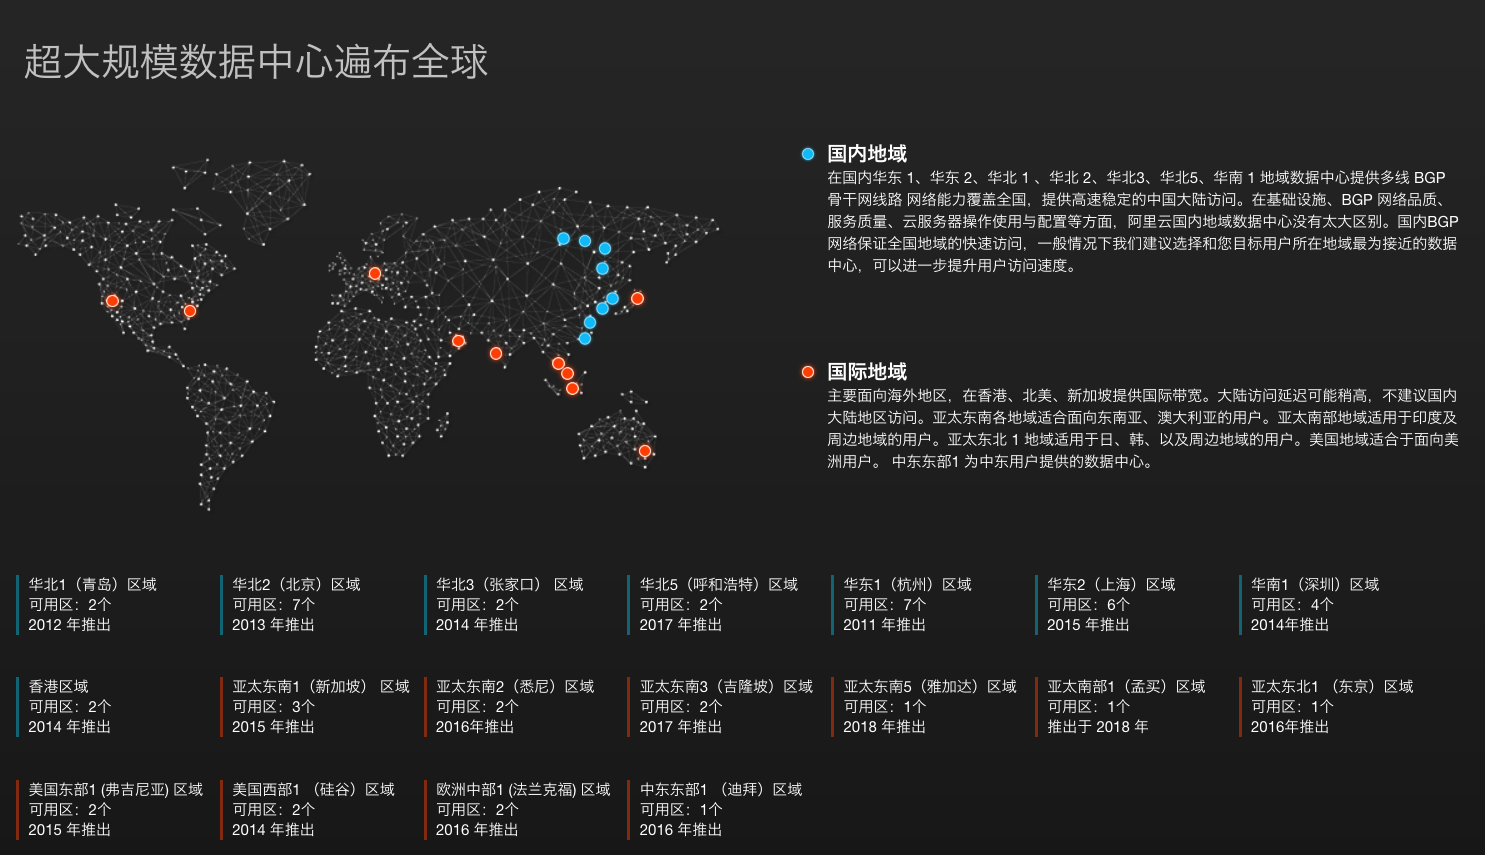 超大规模数据中心遍布全球
国内地域
在国内华东 1、华东 2、华北 1 、华北 2、华北3、华北5、华南 1 地域数据中心提供多线 BGP
骨干网线路 网络能力覆盖全国，提供高速稳定的中国大陆访问。在基础设施、BGP 网络品质、
服务质量、云服务器操作使用与配置等方面，阿里云国内地域数据中心没有太大区别。国内BGP
网络保证全国地域的快速访问，一般情况下我们建议选择和您目标用户所在地域最为接近的数据
中心，可以进一步提升用户访问速度。
国际地域
主要面向海外地区，在香港、北美、新加坡提供国际带宽。大陆访问延迟可能稍高，不建议国内
大陆地区访问。亚太东南各地域适合面向东南亚、澳大利亚的用户。亚太南部地域适用于印度及
周边地域的用户。亚太东北 1 地域适用于日、韩、以及周边地域的用户。美国地域适合于面向美
洲用户。 中东东部1 为中东用户提供的数据中心。
华北1（青岛）区域
可用区：2个
2012 年推出
华北2（北京）区域
可用区：7个
2013 年推出
华北3（张家口） 区域
可用区：2个
2014 年推出
华北5（呼和浩特）区域
可用区：2个
2017 年推出
华东1（杭州）区域
可用区：7个
2011 年推出
华东2（上海）区域
可用区：6个
2015 年推出
华南1（深圳）区域
可用区：4个
2014年推出
香港区域
可用区：2个
2014 年推出
亚太东南1（新加坡） 区域
可用区：3个
2015 年推出
亚太东南2（悉尼）区域
可用区：2个
2016年推出
亚太东南3（吉隆坡）区域
可用区：2个
2017 年推出
亚太东南5（雅加达）区域
可用区：1个
2018 年推出
亚太南部1（孟买）区域
可用区：1个
推出于 2018 年
亚太东北1 （东京）区域
可用区：1个
2016年推出
美国东部1 (弗吉尼亚) 区域
可用区：2个
2015 年推出
美国西部1 （硅谷）区域
可用区：2个
2014 年推出
欧洲中部1 (法兰克福) 区域
可用区：2个
2016 年推出
中东东部1 （迪拜）区域
可用区：1个
2016 年推出